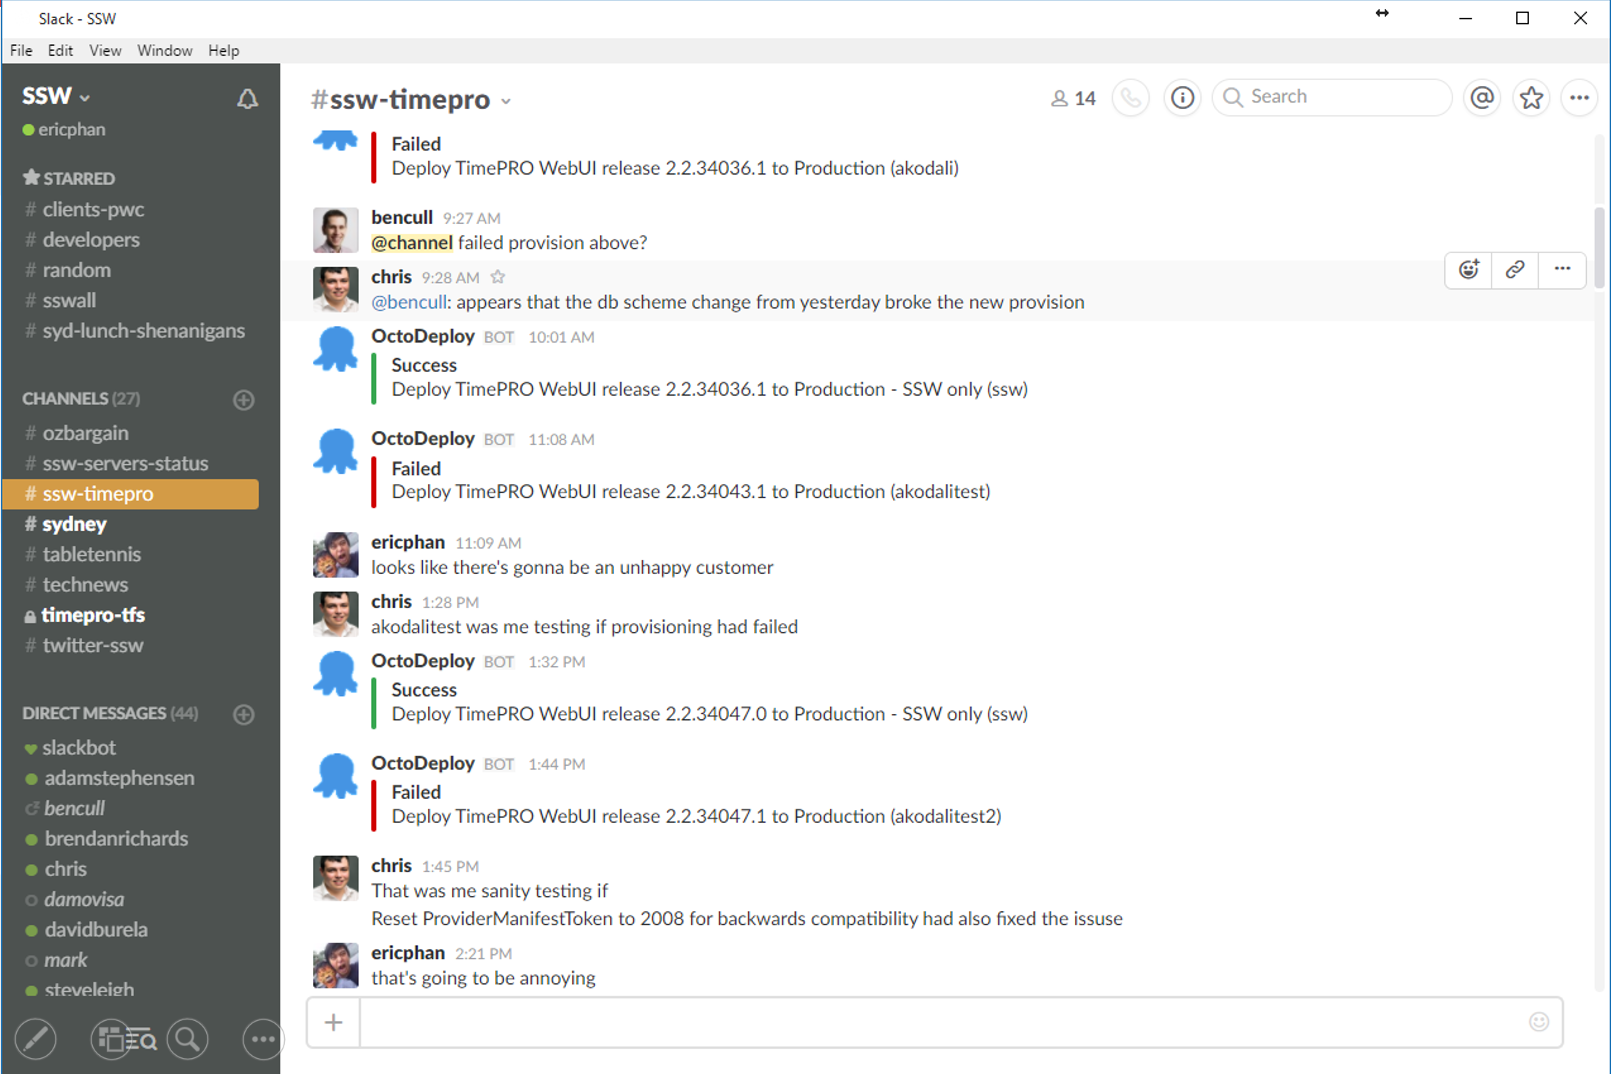 Slack - SSW
File Edit View Window Help
SSW
ericphan
STARRED
# clients-pwc
# developers
# random
# sswall
# syd-lunch-shenanigans
CHANNELS (27)
# ozbargain
# ssw-servers-status
# ssw-timepro
# sydney
# tabletennis
# technews
timepro-tfs
# twitter-ssw
DIRECT MESSAGES (44)
slackbot
adamstephensen
bencull
brendanrichards
chris
damovisa
davidburela
mark
steveleigh
#ssw-timepro
14
Search
Failed
Deploy TimePRO WebUI release 2.2.34036.1 to Production (akodali)
bencull 9:27 AM
@channel failed provision above?
chris 9:28 AM
@bencull: appears that the db scheme change from yesterday broke the new provision
OctoDeploy BOT 10:01 AM
Success
Deploy TimePRO WebUI release 2.2.34036.1 to Production - SSW only (ssw)
OctoDeploy BOT 11:08 AM
Failed
Deploy TimePRO WebUI release 2.2.34043.1 to Production (akodalitest)
ericphan 11:09 AM
looks like there's gonna be an unhappy customer
chris 1:28 PM
akodalitest was me testing if provisioning had failed
OctoDeploy BOT 1:32 PM
Success
Deploy TimePRO WebUI release 2.2.34047.0 to Production - SSW only (ssw)
OctoDeploy BOT 1:44 PM
Failed
Deploy TimePRO WebUI release 2.2.34047.1 to Production (akodalitest2)
chris 1:45 PM
That was me sanity testing if
Reset ProviderManifestToken to 2008 for backwards compatibility had also fixed the issuse
ericphan 2:21 PM
that's going to be annoying